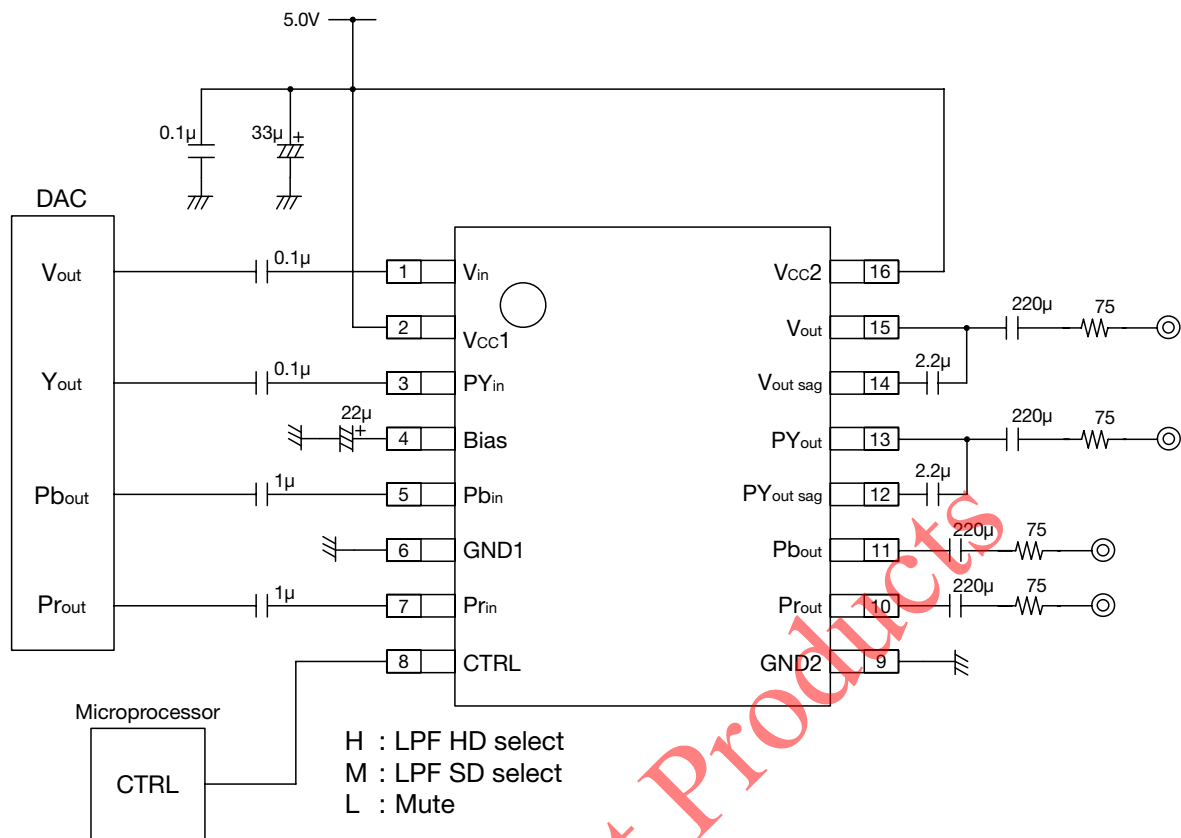 5.0V
0.1µ
33µ
+
DAC
Vout
0.1µ
1
Vin
VCC2
16
2
VCC1
Vout
15
220µ
75
Yout
0.1µ
3
PYin
Vout sag
14
2.2µ
22µ
+
4
Bias
PYout
13
220µ
75
Pbout
1µ
5
Pbin
PYout sag
12
2.2µ
6
GND1
Pbout
11
220µ
75
Prout
1µ
7
Prin
Prout
10
220µ
75
8
CTRL
GND2
9
Microprocessor
CTRL
H : LPF HD select
M : LPF SD select
L : Mute
Products